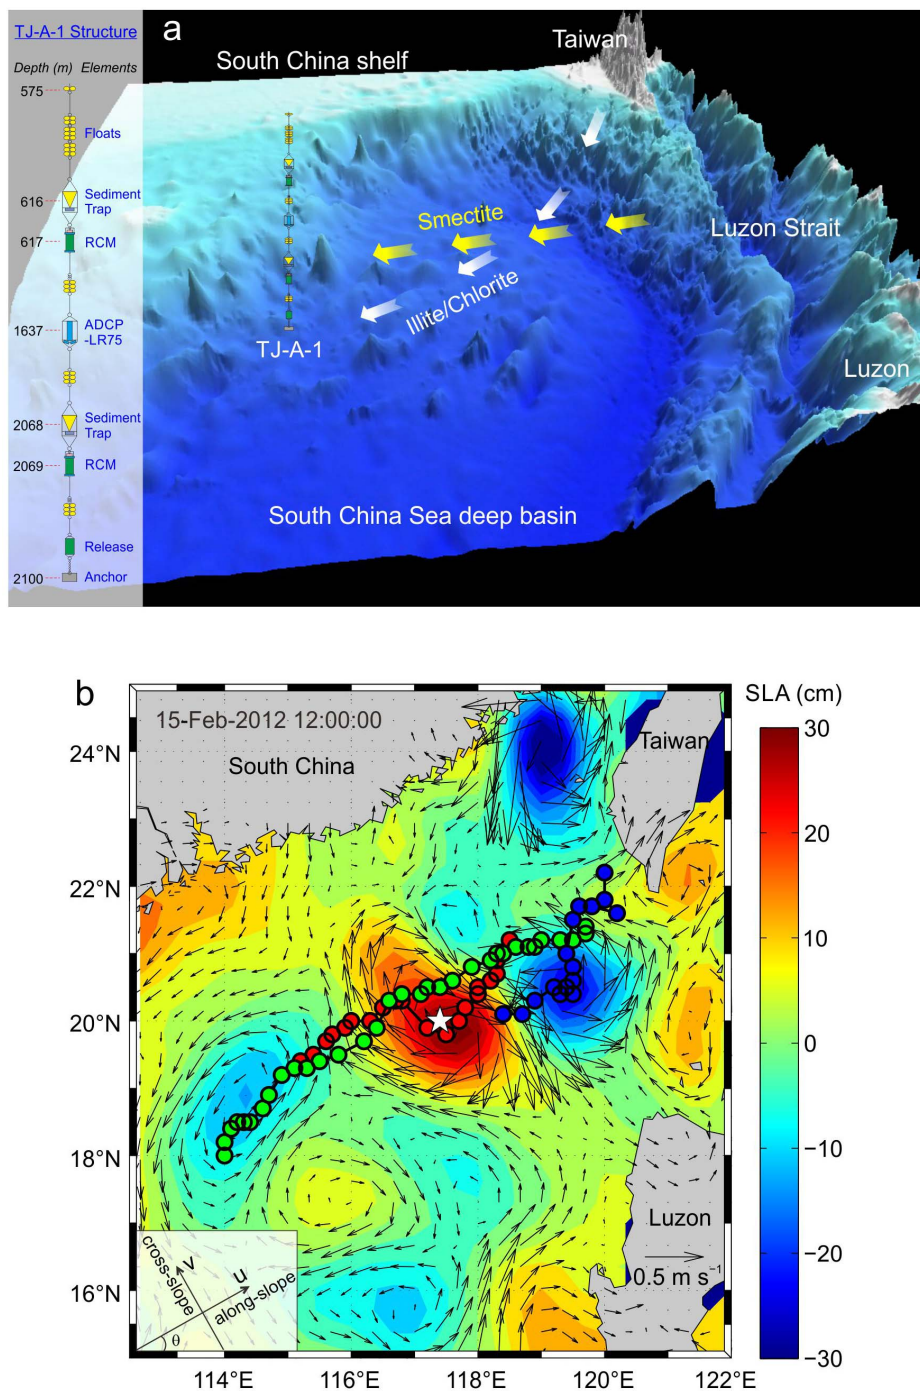 TJ-A-1 Structure
Depth (m) Elements
575
Floats
616
Sediment
Trap
617
RCM
1637
ADCP
-LR75
2068
Sediment
Trap
2069
RCM
Release
2100
Anchor
a
South China shelf
Taiwan
Smectite
Luzon Strait
Illite/Chlorite
TJ-A-1
Luzon
South China Sea deep basin
b
SLA (cm)
15-Feb-2012 12:00:00
South China
Taiwan
24°N
22°N
20°N
18°N
16°N
Luzon
0.5 m s⁻¹
cross-slope
v
u
along-slope
θ
114°E
116°E
118°E
120°E
122°E
30
20
10
0
−10
−20
−30